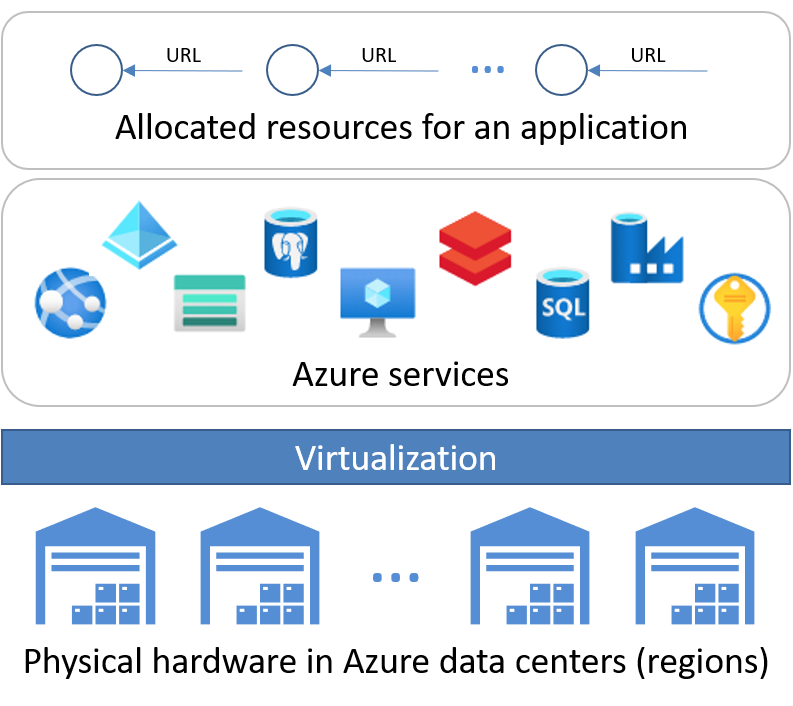 URL URL URL
Allocated resources for an application
SQL
Azure services
Virtualization
Physical hardware in Azure data centers (regions)